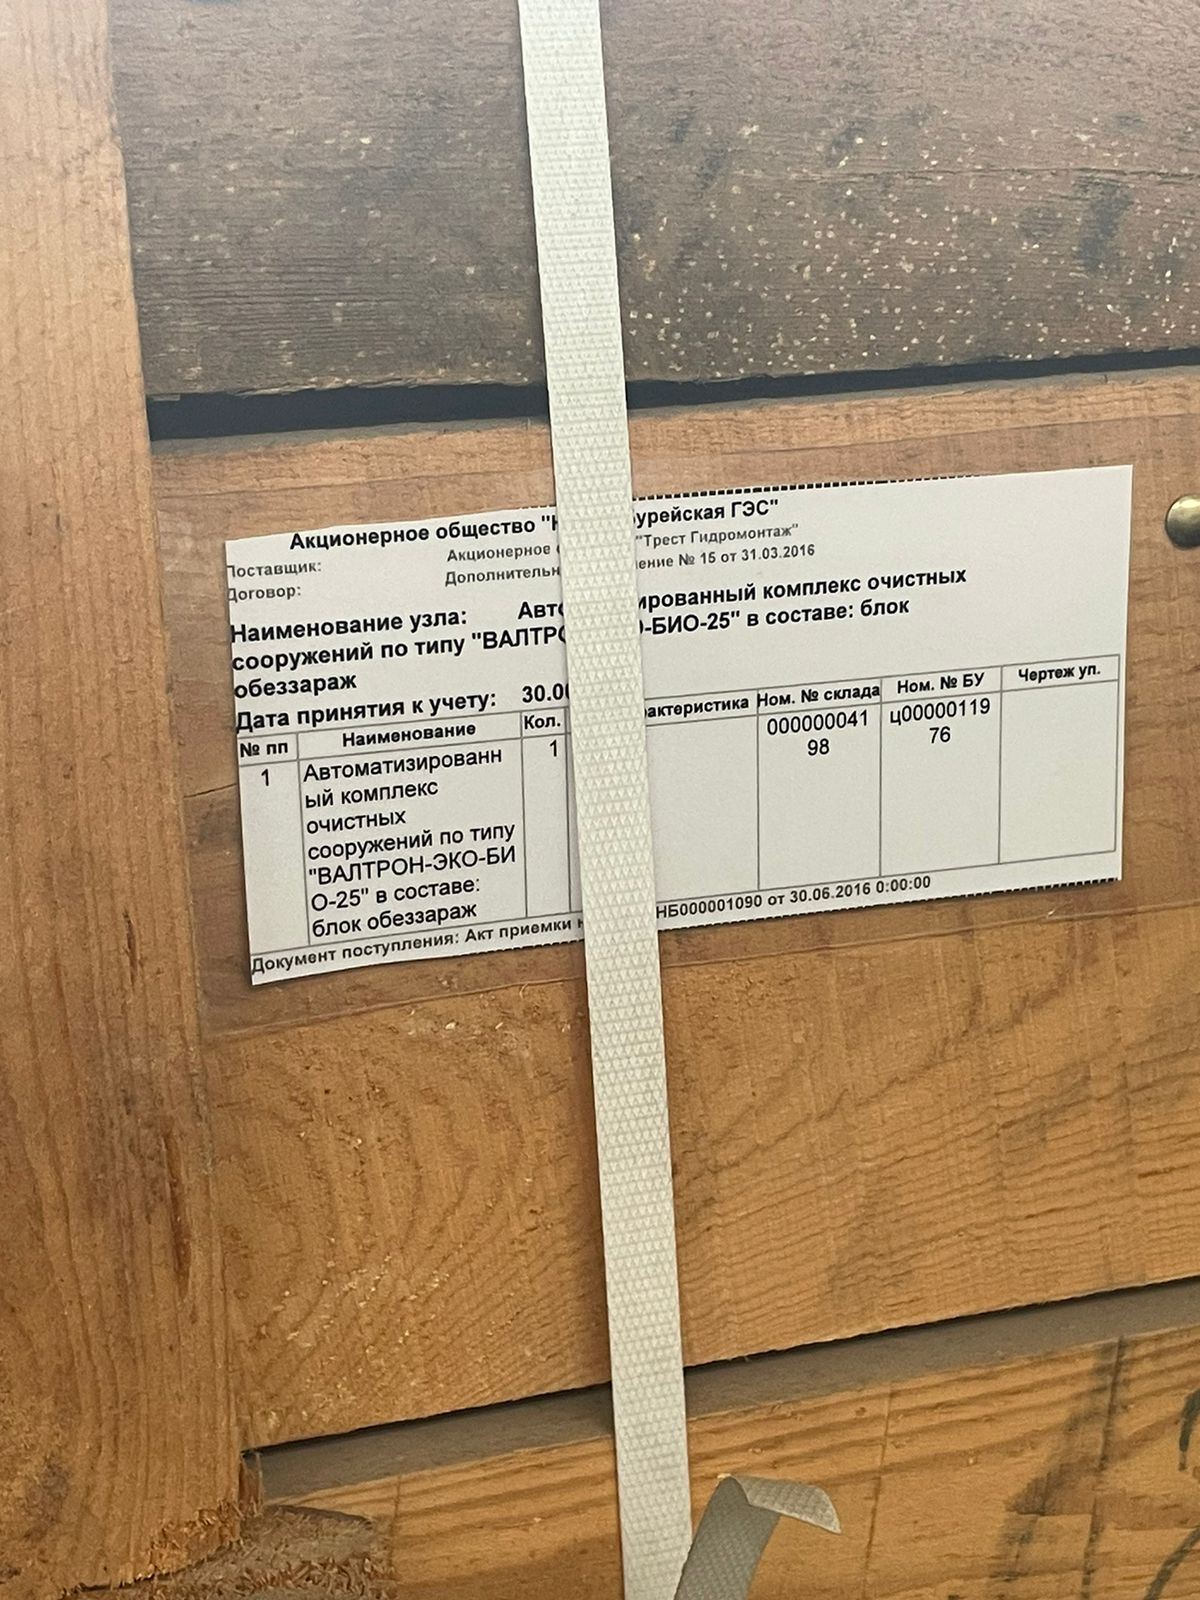 Акционерное общество "Н урейская ГЭС"
Поставщик: Акционерное "Трест Гидромонтаж"
Договор: Дополнительн ение № 15 от 31.03.2016
Наименование узла: Авто ированный комплекс очистных
сооружений по типу "ВАЛТРО О-БИО-25" в составе: блок
обеззараж
Дата принятия к учету: 30.0
№ пп Наименование Кол. актеристика Ном. № склада Ном. № БУ Чертеж уп.
1 Автоматизированн 1 000000041 ц00000119
ый комплекс 98 76
очистных
сооружений по типу
"ВАЛТРОН-ЭКО-БИ
О-25" в составе:
блок обеззараж
Документ поступления: Акт приемки НБ000001090 от 30.06.2016 0:00:00